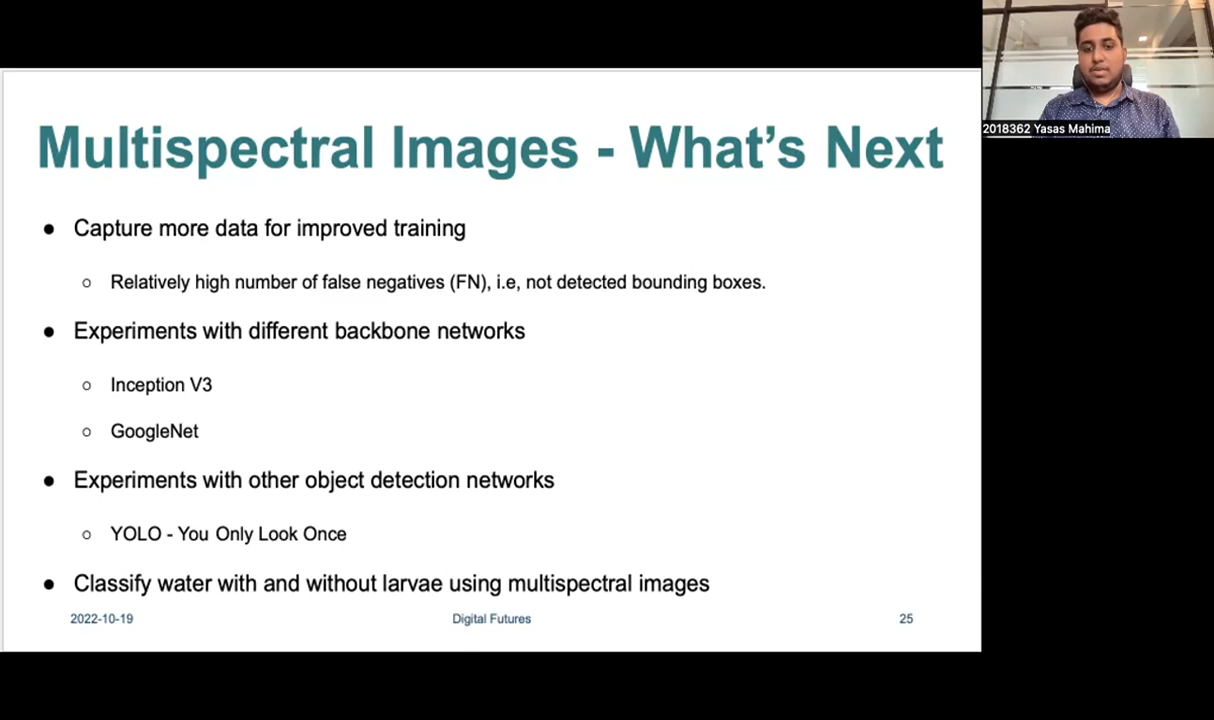 Multispectral Images - What's Next
● Capture more data for improved training
○ Relatively high number of false negatives (FN), i.e, not detected bounding boxes.
● Experiments with different backbone networks
○ Inception V3
○ GoogleNet
● Experiments with other object detection networks
○ YOLO - You Only Look Once
● Classify water with and without larvae using multispectral images
2022-10-19 Digital Futures 25
2018362 Yasas Mahima